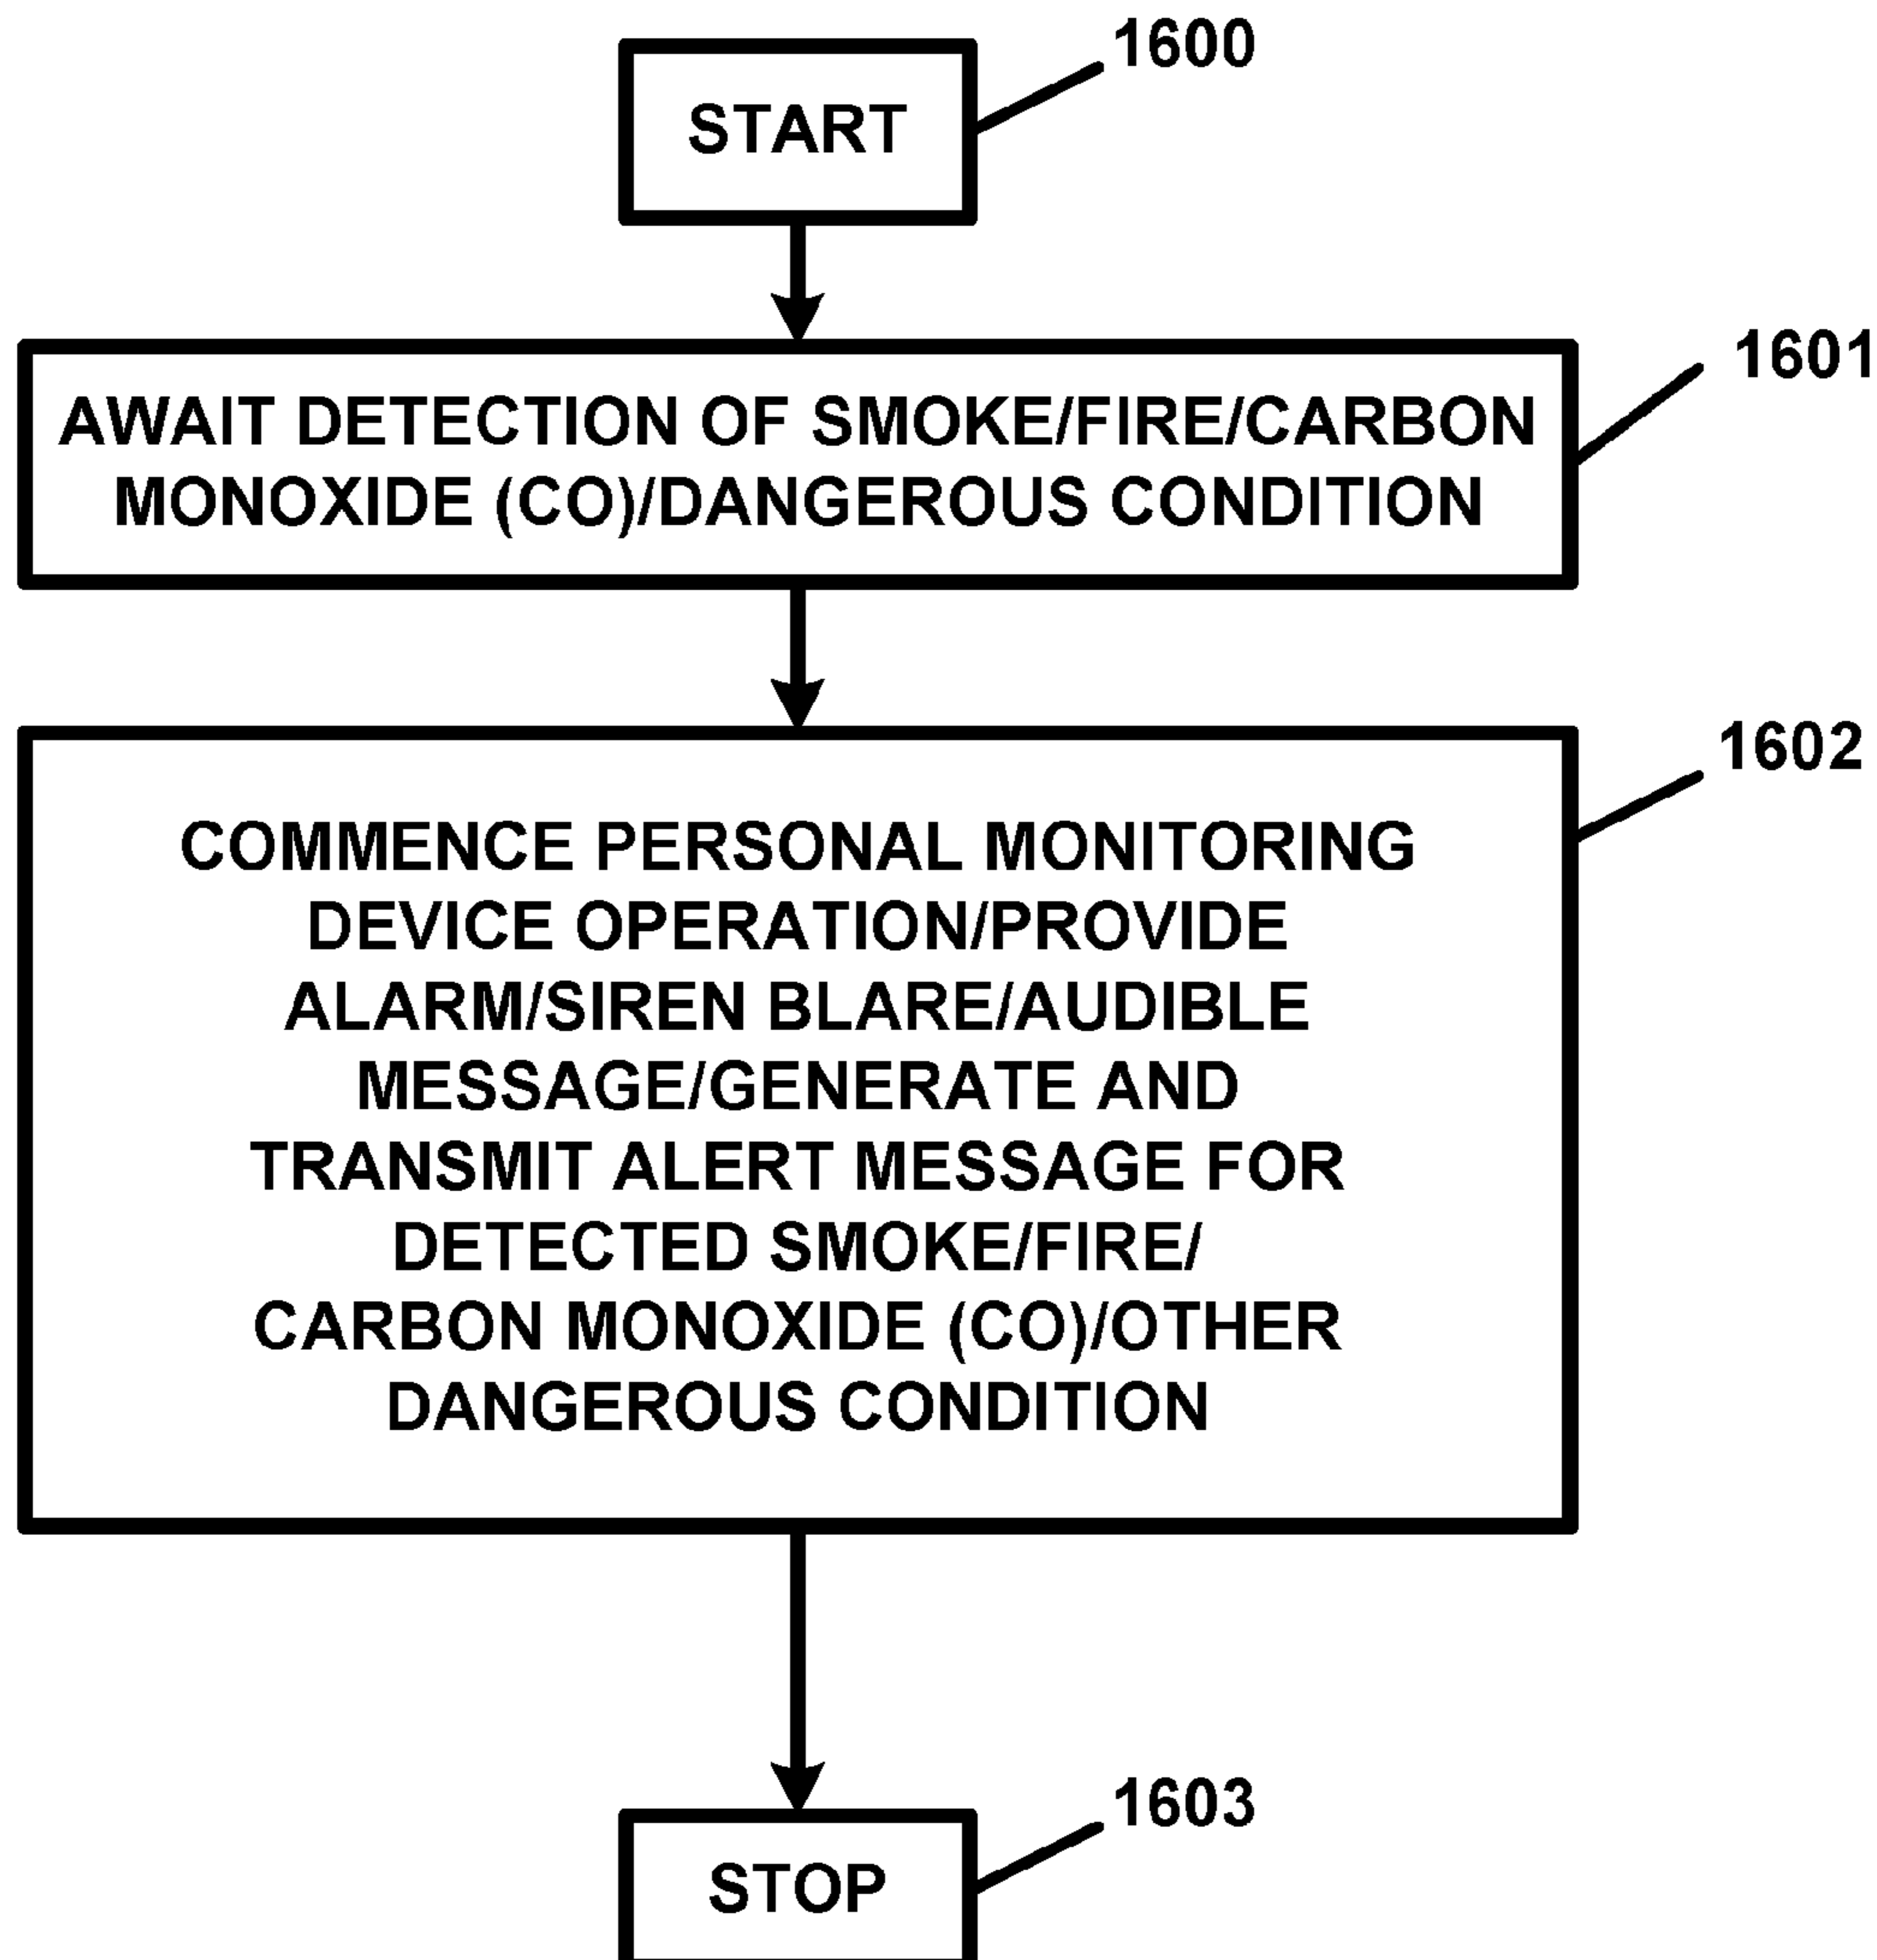 1600
START
1601
AWAIT DETECTION OF SMOKE/FIRE/CARBON
MONOXIDE (CO)/DANGEROUS CONDITION
1602
COMMENCE PERSONAL MONITORING
DEVICE OPERATION/PROVIDE
ALARM/SIREN BLARE/AUDIBLE
MESSAGE/GENERATE AND
TRANSMIT ALERT MESSAGE FOR
DETECTED SMOKE/FIRE/
CARBON MONOXIDE (CO)/OTHER
DANGEROUS CONDITION
1603
STOP